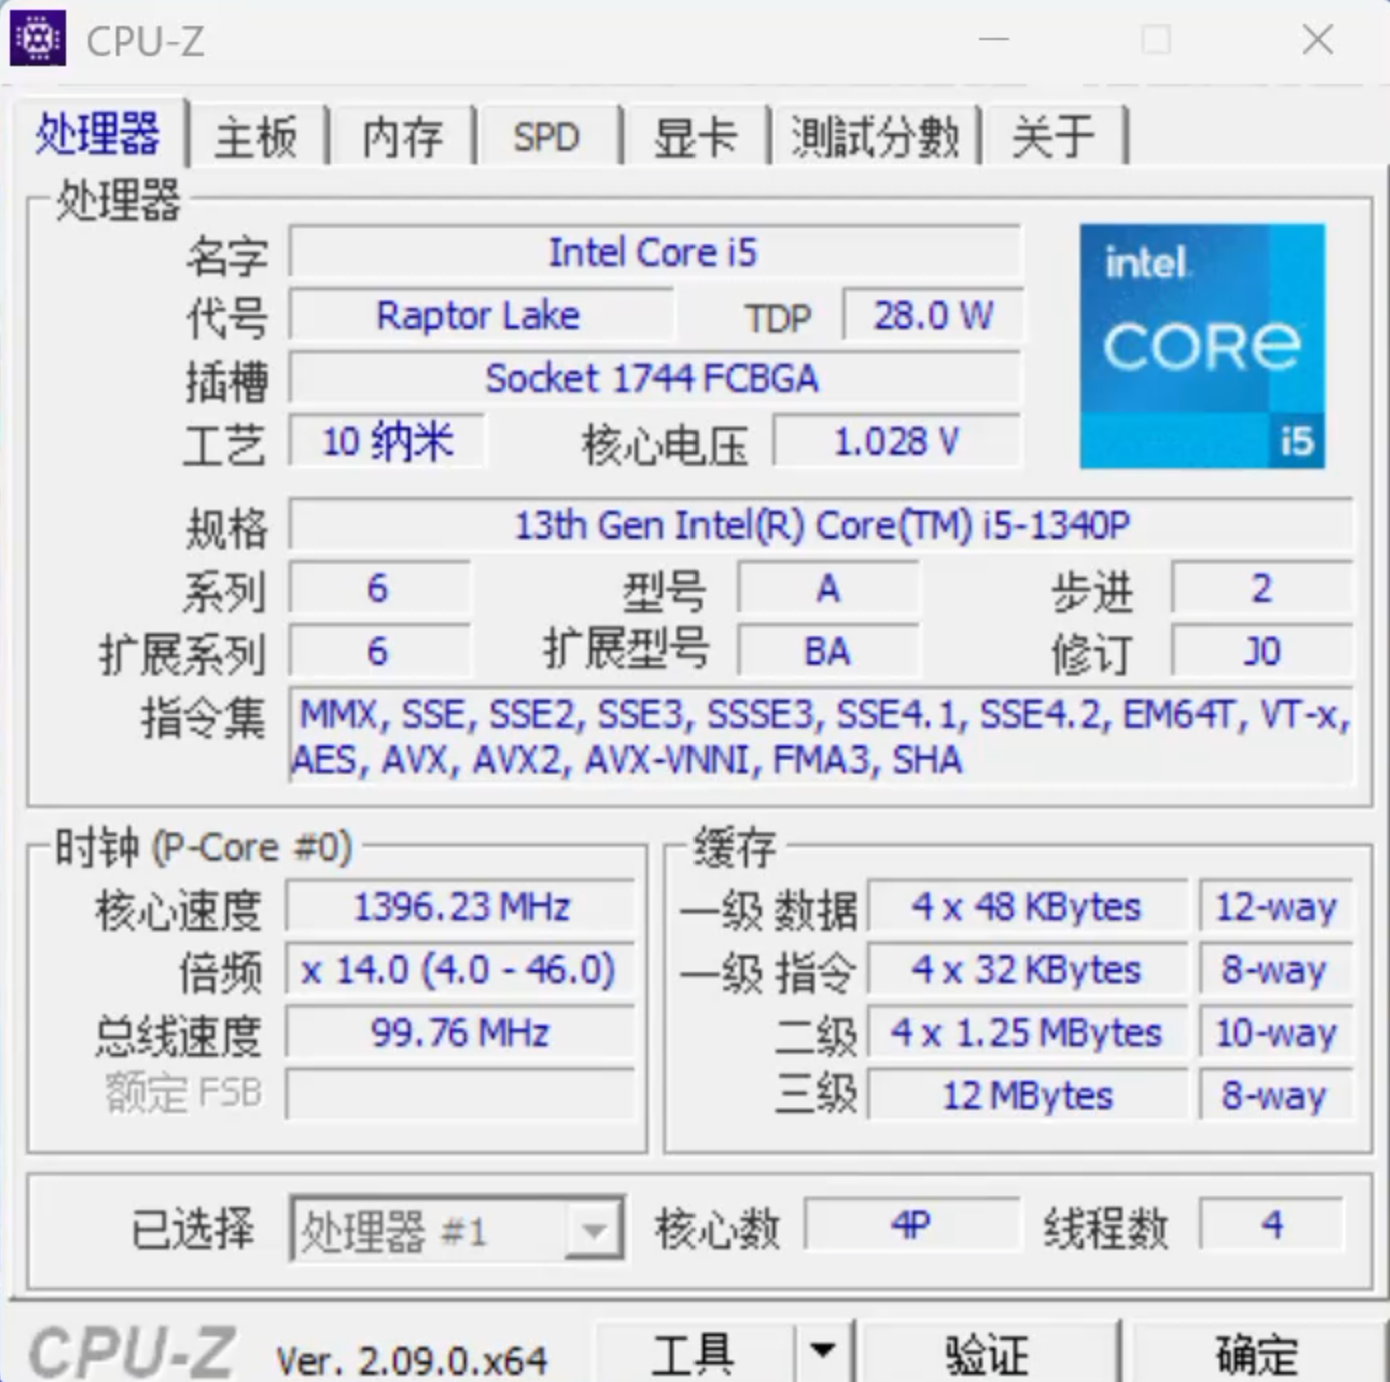 CPU-Z
处理器 主板 内存 SPD 显卡 測試分數 关于
处理器
名字 Intel Core i5
代号 Raptor Lake TDP 28.0 W
插槽 Socket 1744 FCBGA
工艺 10 纳米 核心电压 1.028 V
intel
CORe
i5
规格 13th Gen Intel(R) Core(TM) i5-1340P
系列 6 型号 A 步进 2
扩展系列 6 扩展型号 BA 修订 J0
指令集 MMX, SSE, SSE2, SSE3, SSSE3, SSE4.1, SSE4.2, EM64T, VT-x,
AES, AVX, AVX2, AVX-VNNI, FMA3, SHA
时钟 (P-Core #0)
核心速度 1396.23 MHz
倍频 x 14.0 (4.0 - 46.0)
总线速度 99.76 MHz
额定 FSB
缓存
一级 数据 4 x 48 KBytes 12-way
一级 指令 4 x 32 KBytes 8-way
二级 4 x 1.25 MBytes 10-way
三级 12 MBytes 8-way
已选择 处理器 #1 核心数 4P 线程数 4
CPU-Z Ver. 2.09.0.x64 工具 验证 确定